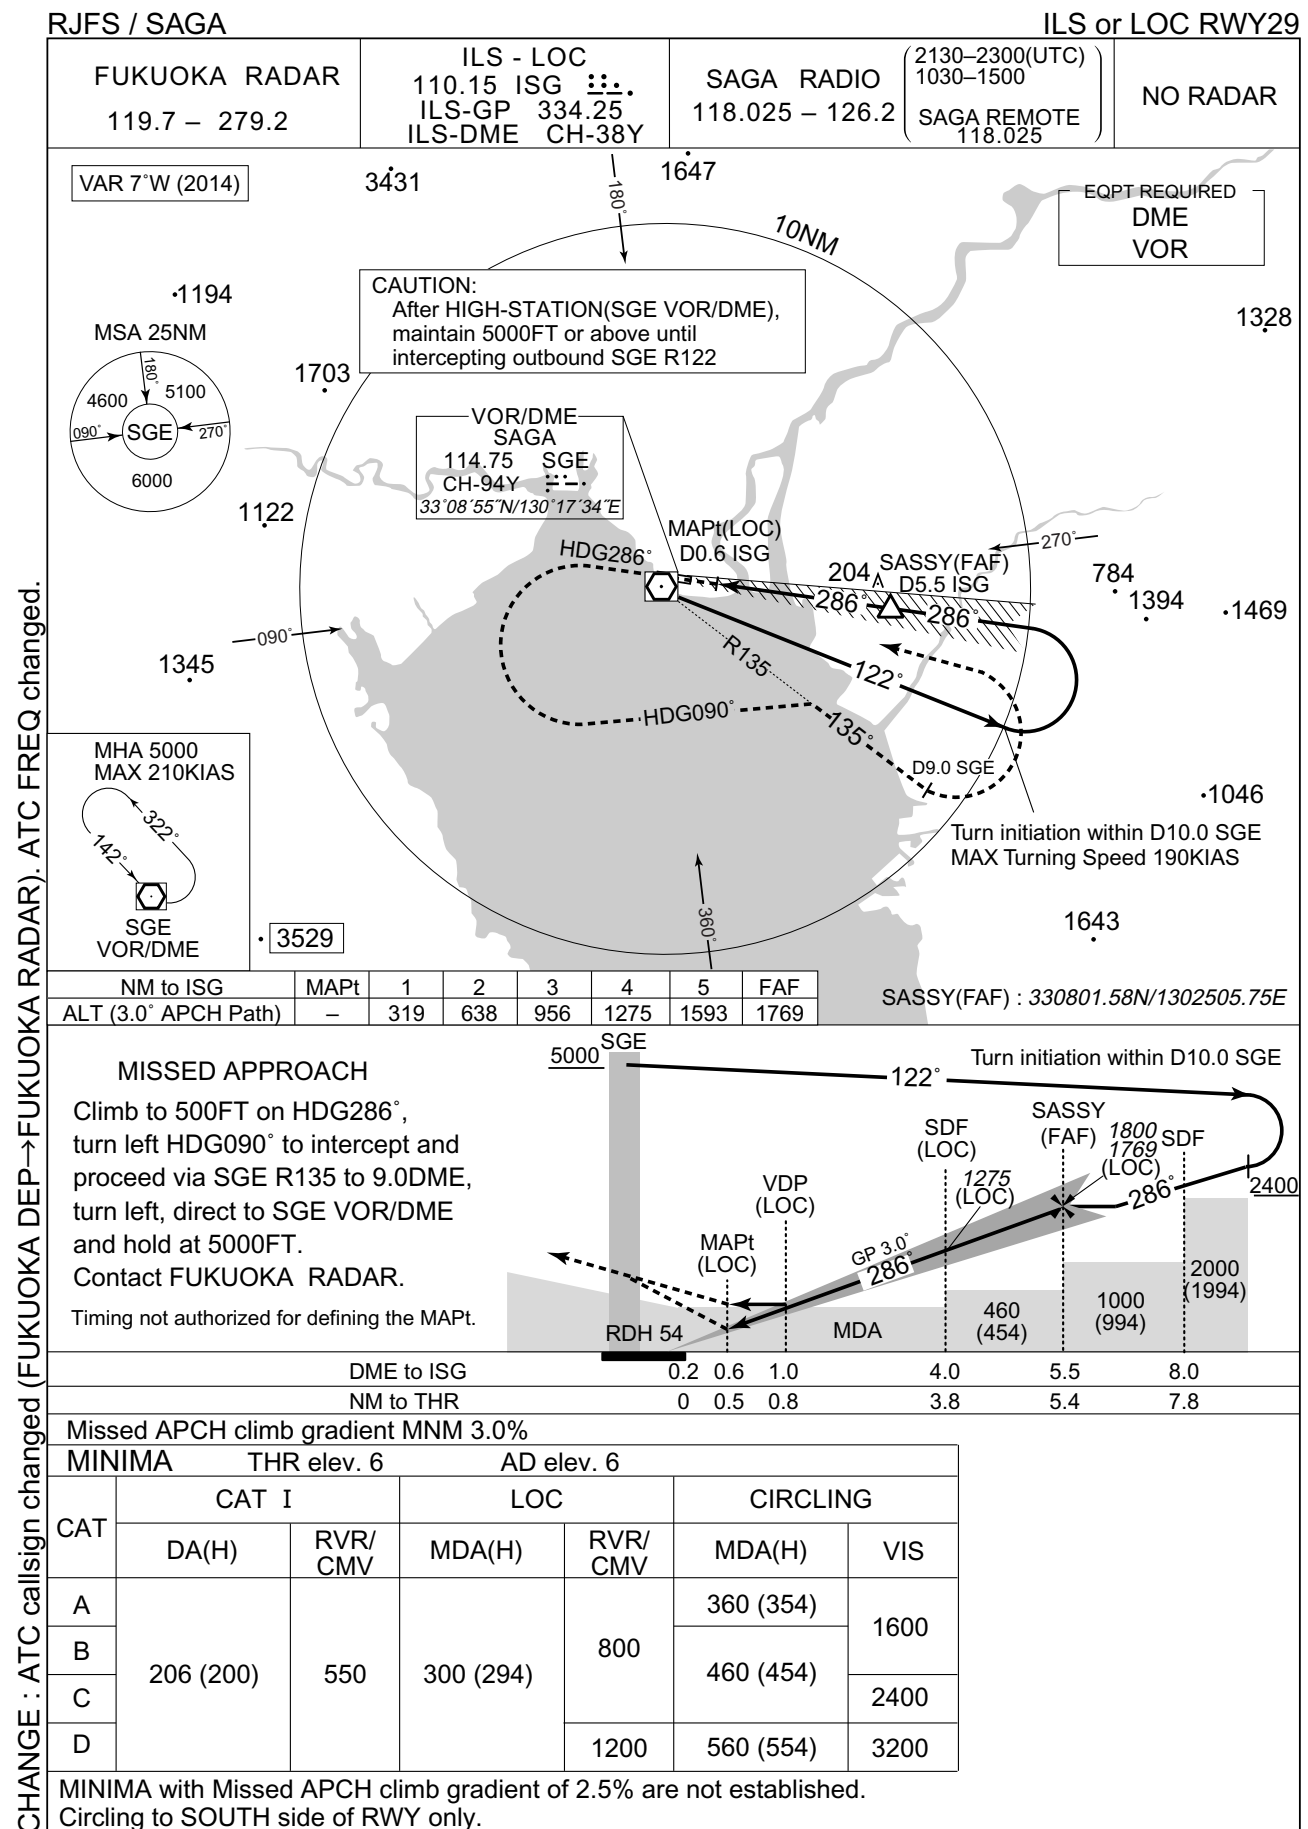 RJFS / SAGA
ILS or LOC RWY29
FUKUOKA RADAR
119.7 – 279.2
ILS - LOC
110.15 ISG
ILS-GP 334.25
ILS-DME CH-38Y
SAGA RADIO
118.025 – 126.2
2130–2300(UTC)
1030–1500
SAGA REMOTE
118.025
NO RADAR
VAR 7°W (2014)
3431
180°
1647
EQPT REQUIRED
DME
VOR
10NM
CAUTION:
After HIGH-STATION(SGE VOR/DME),
maintain 5000FT or above until
intercepting outbound SGE R122
1194
1328
MSA 25NM
180°
4600
5100
090°
SGE
270°
6000
1703
VOR/DME
SAGA
114.75 SGE
CH-94Y
33°08´55˝N/130°17´34˝E
1122
MAPt(LOC)
D0.6 ISG
HDG286°
270°
204
SASSY(FAF)
D5.5 ISG
784
1394
1469
286°
286°
090°
R135
122°
1345
HDG090°
135°
D9.0 SGE
MHA 5000
MAX 210KIAS
322°
142°
SGE
VOR/DME
1046
Turn initiation within D10.0 SGE
MAX Turning Speed 190KIAS
360°
1643
3529
NM to ISG MAPt 1 2 3 4 5 FAF
ALT (3.0° APCH Path) – 319 638 956 1275 1593 1769
SASSY(FAF) : 330801.58N/1302505.75E
MISSED APPROACH
Climb to 500FT on HDG286°,
turn left HDG090° to intercept and
proceed via SGE R135 to 9.0DME,
turn left, direct to SGE VOR/DME
and hold at 5000FT.
Contact FUKUOKA RADAR.
Timing not authorized for defining the MAPt.
SGE
5000
Turn initiation within D10.0 SGE
122°
SASSY
(FAF)
1800
1769
(LOC)
SDF
SDF
(LOC)
1275
(LOC)
286°
2400
VDP
(LOC)
MAPt
(LOC)
GP 3.0°
286°
2000
(1994)
1000
(994)
460
(454)
MDA
RDH 54
DME to ISG 0.2 0.6 1.0 4.0 5.5 8.0
NM to THR 0 0.5 0.8 3.8 5.4 7.8
Missed APCH climb gradient MNM 3.0%
MINIMA THR elev. 6 AD elev. 6
CAT CAT I LOC CIRCLING
DA(H) RVR/CMV MDA(H) RVR/CMV MDA(H) VIS
A 360 (354) 1600
B 206 (200) 550 300 (294) 800 460 (454)
C 2400
D 1200 560 (554) 3200
MINIMA with Missed APCH climb gradient of 2.5% are not established.
Circling to SOUTH side of RWY only.
CHANGE : ATC callsign changed (FUKUOKA DEP→FUKUOKA RADAR). ATC FREQ changed.